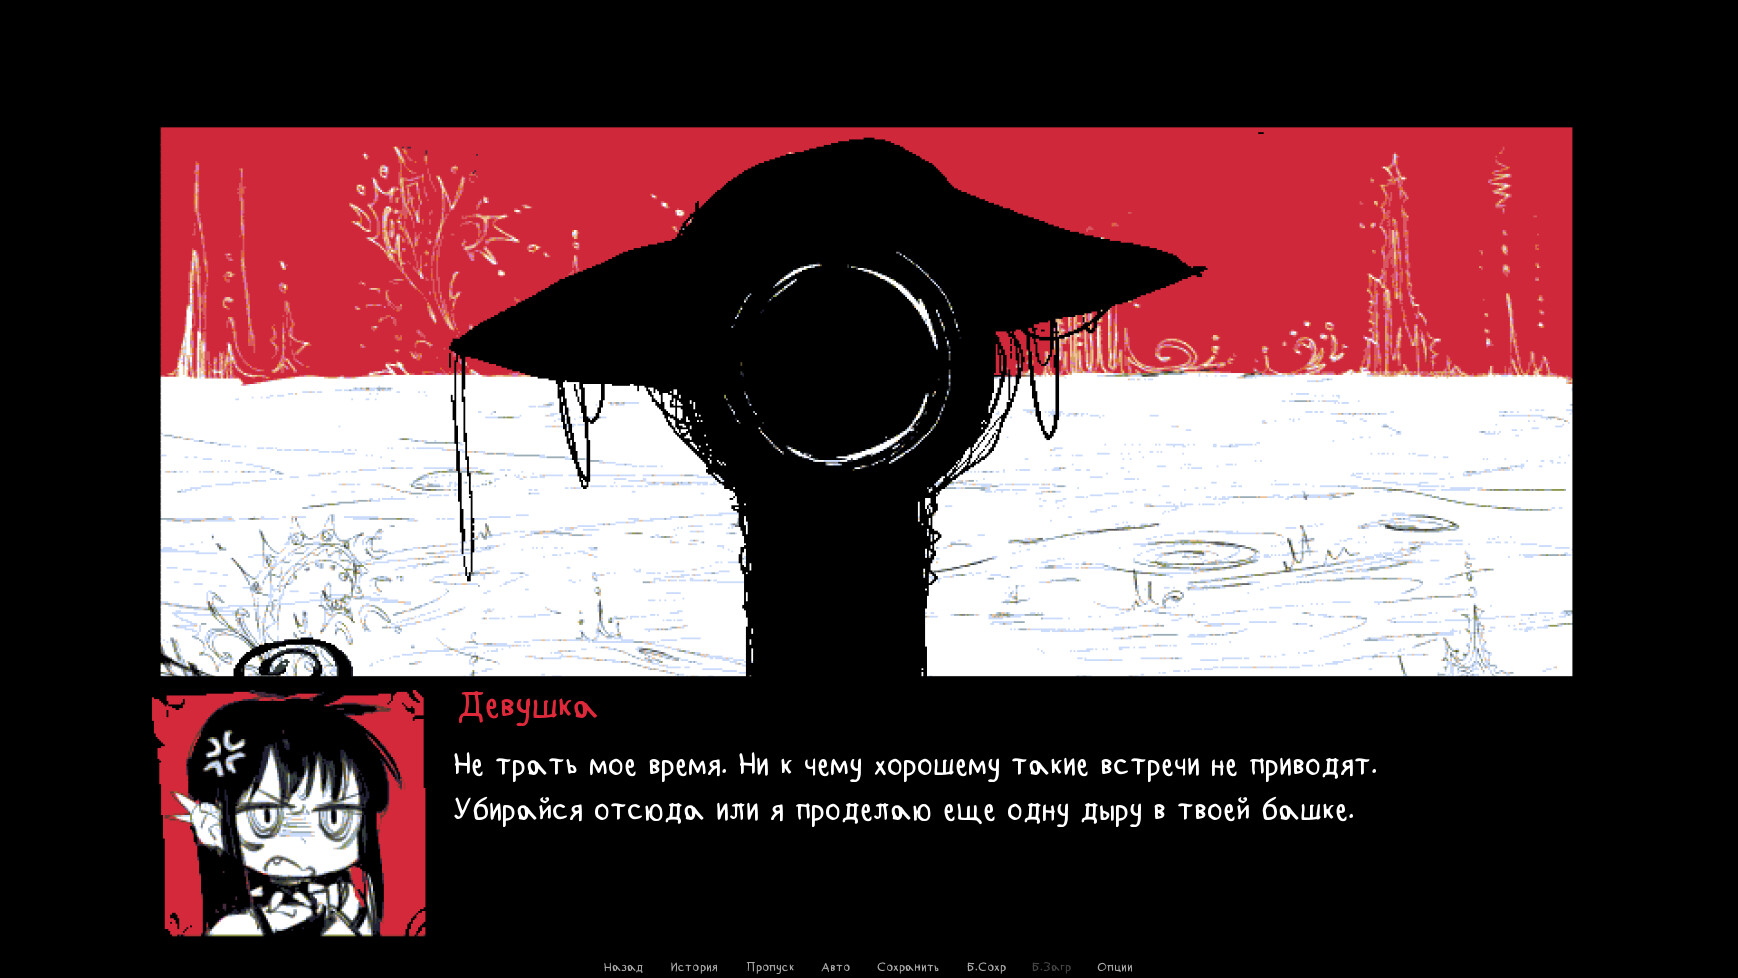 Девушка
Не трать мое время. Ни к чему хорошему такие встречи не приводят.
Убирайся отсюда или я проделаю еще одну дыру в твоей башке.
Назад История Пропуск Авто Сохранить Б.Сохр Б.Загр Опции